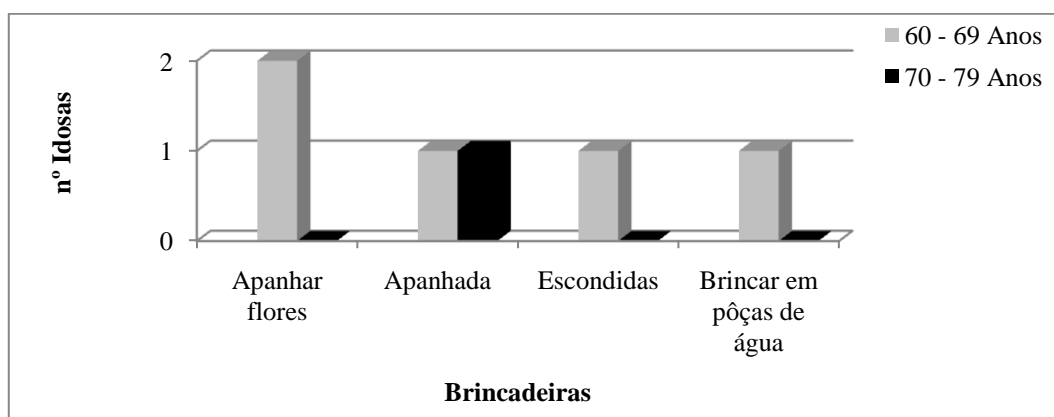 60 - 69 Anos
70 - 79 Anos
nº Idosas
2
1
0
Apanhar
flores
Apanhada
Escondidas
Brincar em
pôças de
água
Brincadeiras